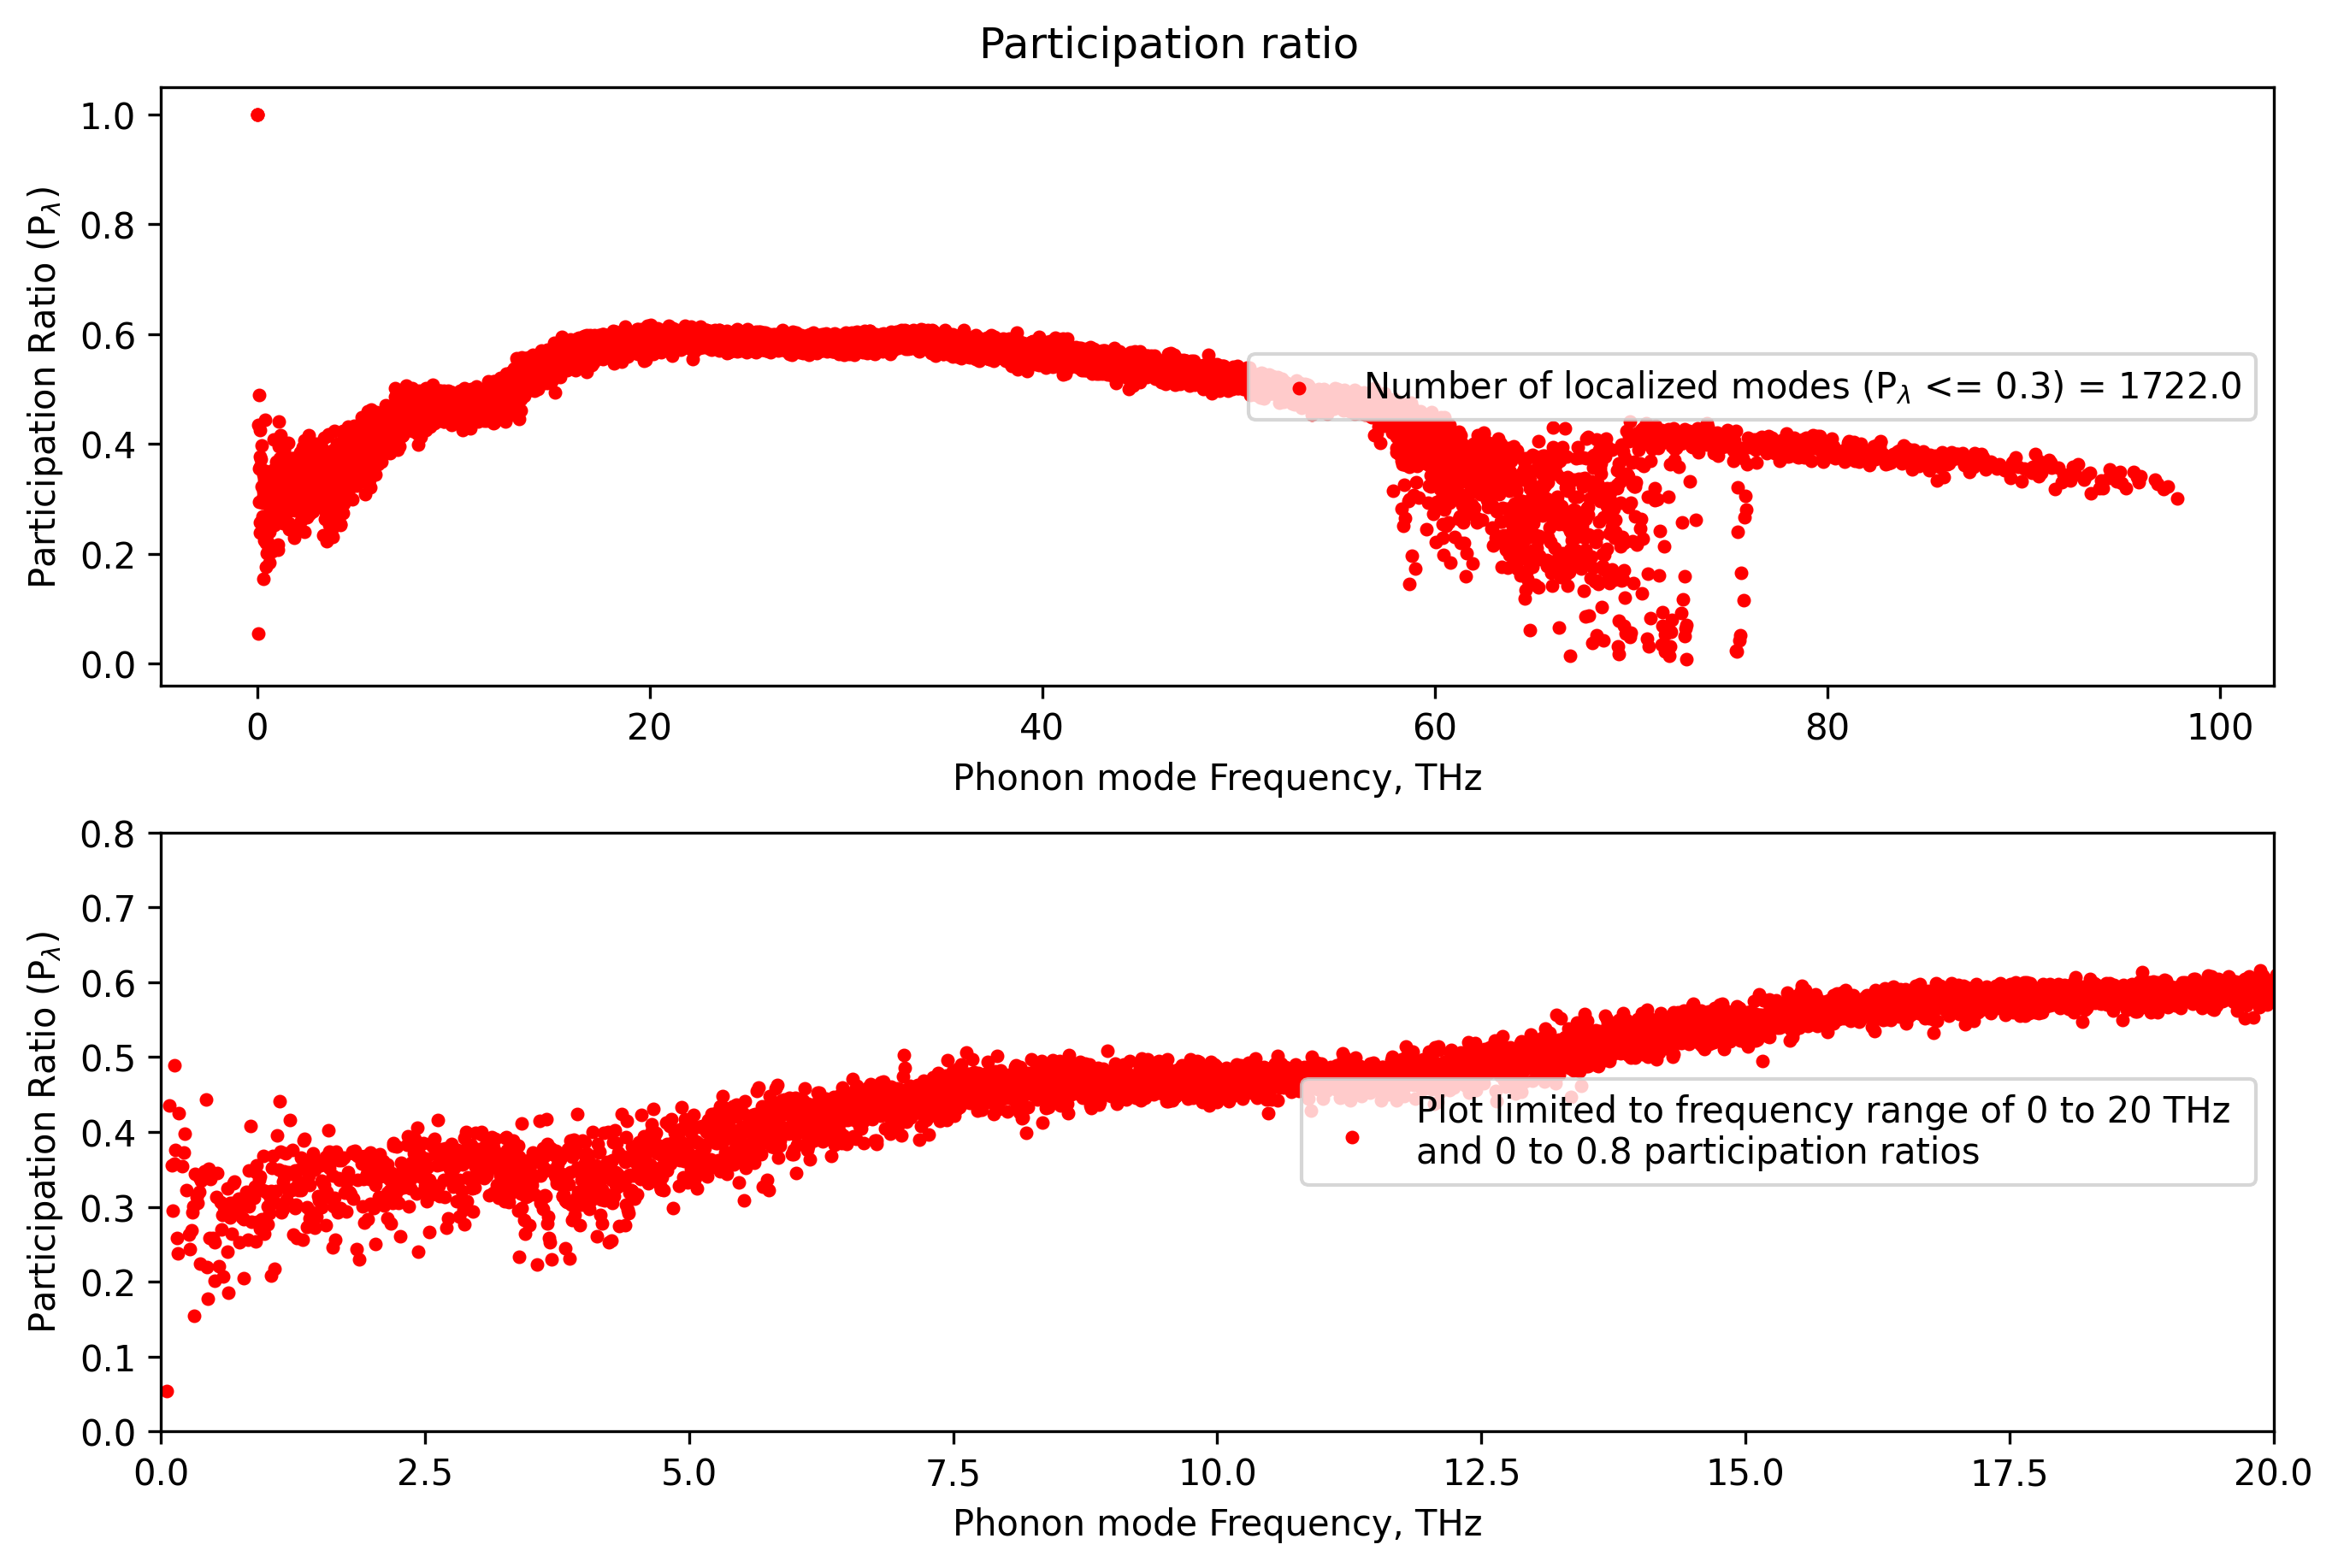 Participation ratio
Participation Ratio (Pλ)
1.0
0.8
0.6
0.4
0.2
0.0
Number of localized modes (Pλ <= 0.3) = 1722.0
0 20 40 60 80 100
Phonon mode Frequency, THz
Participation Ratio (Pλ)
0.8
0.7
0.6
0.5
0.4
0.3
0.2
0.1
0.0
Plot limited to frequency range of 0 to 20 THz
and 0 to 0.8 participation ratios
0.0 2.5 5.0 7.5 10.0 12.5 15.0 17.5 20.0
Phonon mode Frequency, THz